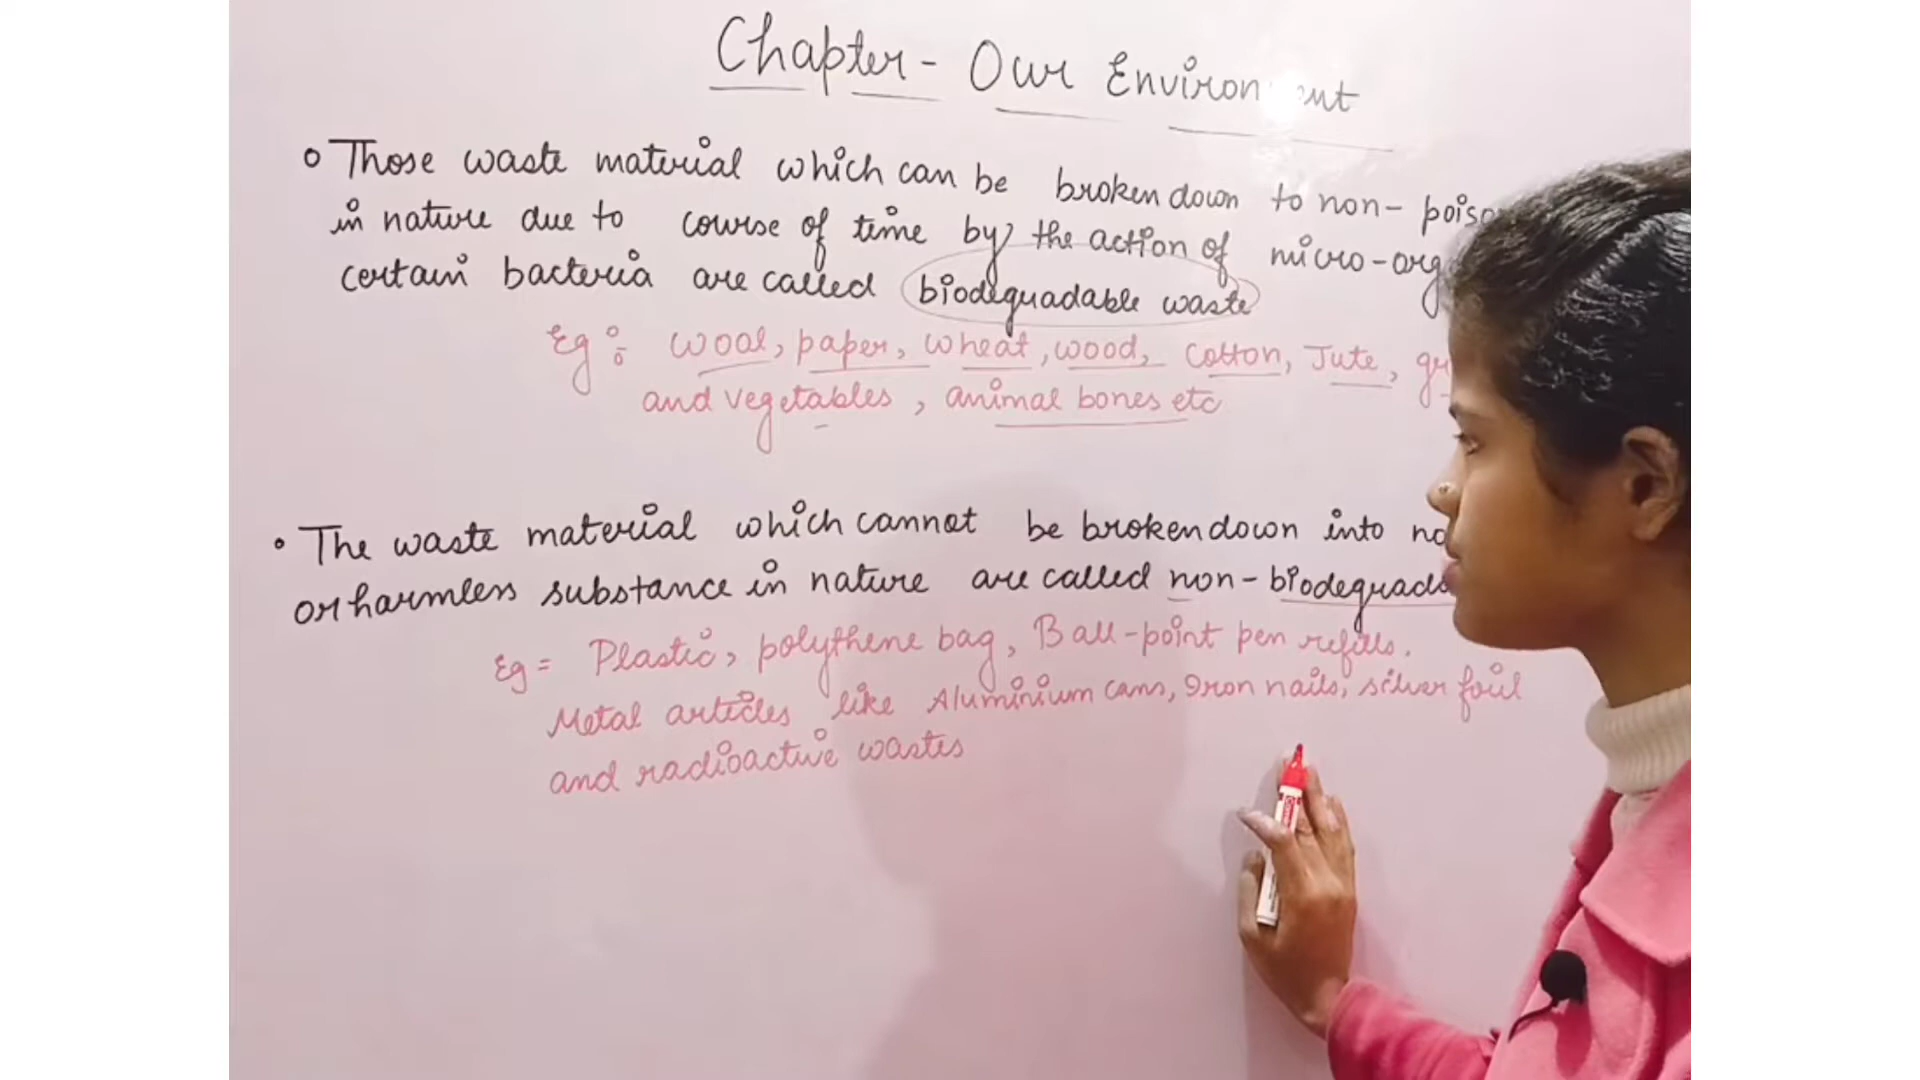 Chapter - Our Environment
Those waste material which can be broken down to non-
in nature due to course of time by the action of micro-
certain bacteria are called biodeguadable waste
Eg: wool, paper, wheat, wood, Cotton, Jute,
and vegetables, animal bones etc
The waste material which cannot be broken down into
or harmless substance in nature are called non-
Eg = Plastic, polythene bag, Ball-point pen refills.
Metal articles like Aluminium cans, Iron nails, silver foil
and radioactive wastes